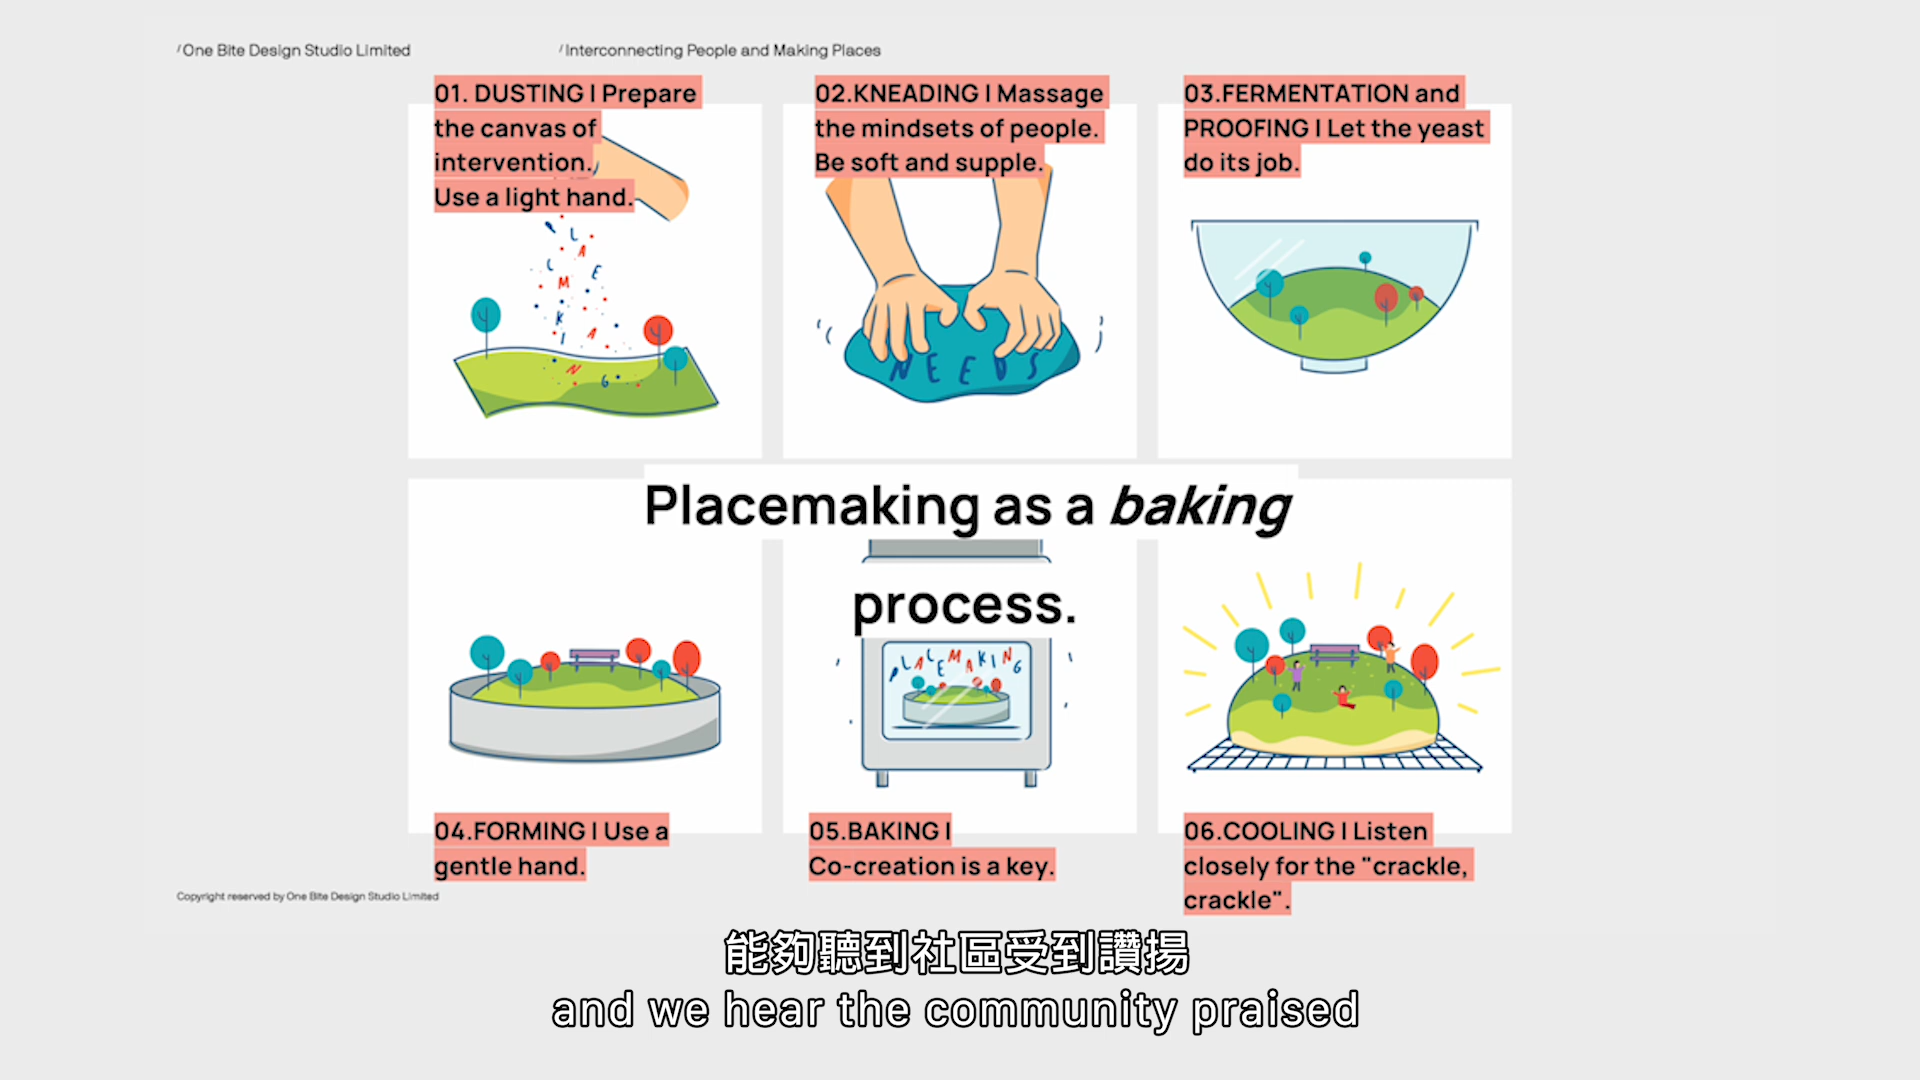 /One Bite Design Studio Limited
/Interconnecting People and Making Places
01. DUSTING | Prepare
the canvas of
intervention.
Use a light hand.
02.KNEADING | Massage
the mindsets of people.
Be soft and supple.
03.FERMENTATION and
PROOFING | Let the yeast
do its job.
PLACEMAKING
NEEDS
Placemaking as a baking
process.
PLACEMAKING
04.FORMING | Use a
gentle hand.
05.BAKING |
Co-creation is a key.
06.COOLING | Listen
closely for the "crackle,
crackle".
Copyright reserved by One Bite Design Studio Limited
能夠聽到社區受到讚揚
and we hear the community praised